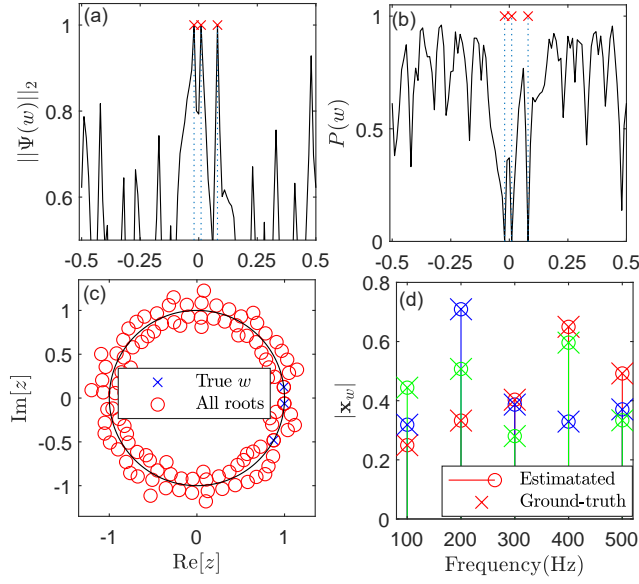 (a)
||Ψ(w)||₂
1
0.8
0.6
-0.5 -0.25 0 0.25 0.5
(b)
P(w)
1
0.5
0
-0.5 -0.25 0 0.25 0.5
(c)
Im[z]
1
0.5
0
-0.5
-1
-1 0 1
Re[z]
True w
All roots
(d)
|x_w|
0.8
0.6
0.4
0.2
0
100 200 300 400 500
Frequency(Hz)
Estimatated
Ground-truth